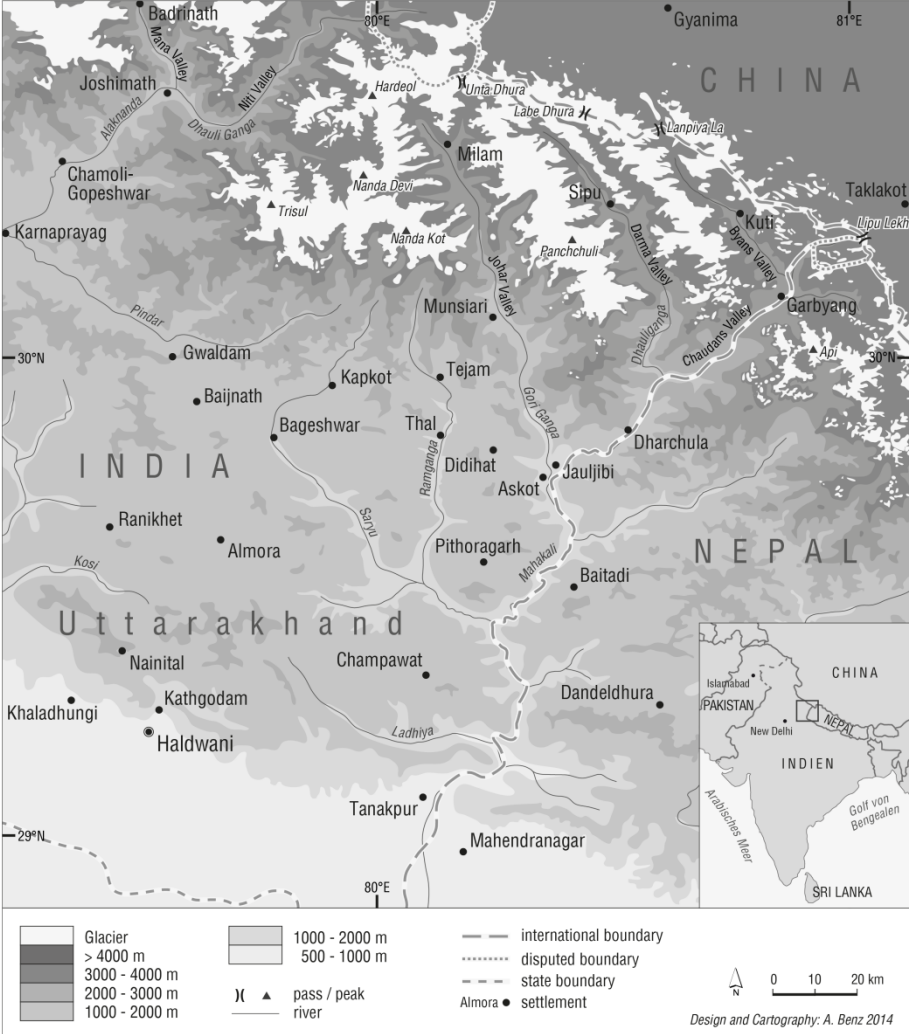 80°E
81°E
Badrinath
Gyanima
Mana Valley
CHINA
Hardeol
Unta Dhura
Joshimath
Niti Valley
Labe Dhura
Alaknanda
Dhauli Ganga
Lanpiya La
Milam
Chamoli-
Gopeshwar
Nanda Devi
Sipu
Taklakot
Trisul
Kuti
Lipu Lekh
Karnaprayag
Nanda Kot
Panchchuli
Darma Valley
Byans Valley
Johar Valley
Munsiari
Garbyang
Pindar
Dhauliganga
Chaudans Valley
30°N
Gwaldam
Api
30°N
Kapkot
Tejam
Baijnath
Gori Ganga
Bageshwar
Thal
Dharchula
INDIA
Didihat
Jauljibi
Ramganga
Askot
Ranikhet
Saryu
Almora
Pithoragarh
NEPAL
Kosi
Mahakali
Baitadi
Uttarakhand
Nainital
Champawat
CHINA
Islamabad
Khaladhungi
Kathgodam
Dandeldhura
PAKISTAN
NEPAL
Haldwani
Ladhiya
New Delhi
INDIEN
Tanakpur
Arabisches Meer
Golf von
Bengealen
29°N
Mahendranagar
80°E
SRI LANKA
Glacier
> 4000 m
3000 - 4000 m
2000 - 3000 m
1000 - 2000 m
1000 - 2000 m
500 - 1000 m
pass / peak
river
international boundary
disputed boundary
state boundary
Almora settlement
N
0 10 20 km
Design and Cartography: A. Benz 2014